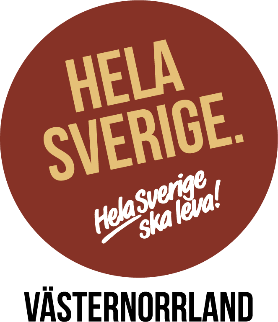 HELA
SVERIGE.
Hela Sverige
ska leva!
VÄSTERNORRLAND